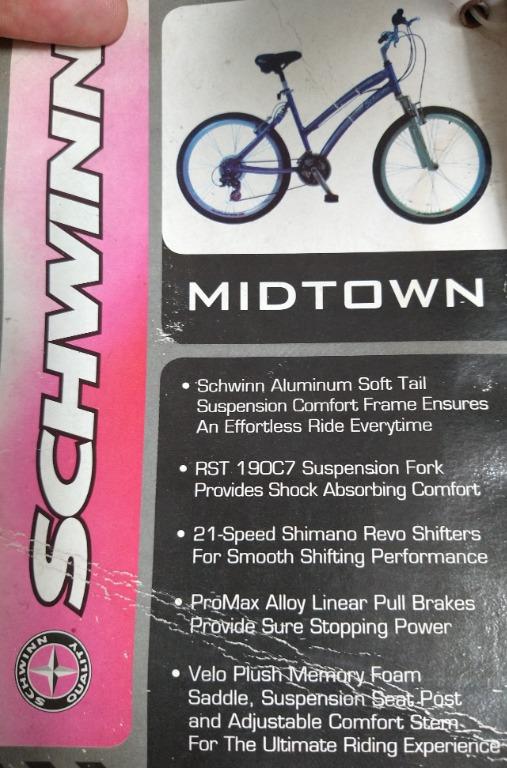 SCHWINN
SCHWINN QUALITY
MIDTOWN
• Schwinn Aluminum Soft Tail
Suspension Comfort Frame Ensures
An Effortless Ride Everytime
• RST 190C7 Suspension Fork
Provides Shock Absorbing Comfort
• 21-Speed Shimano Revo Shifters
For Smooth Shifting Performance
• ProMax Alloy Linear Pull Brakes
Provide Sure Stopping Power
• Velo Plush Memory Foam
Saddle, Suspension Seat Post
and Adjustable Comfort Stem
For The Ultimate Riding Experience